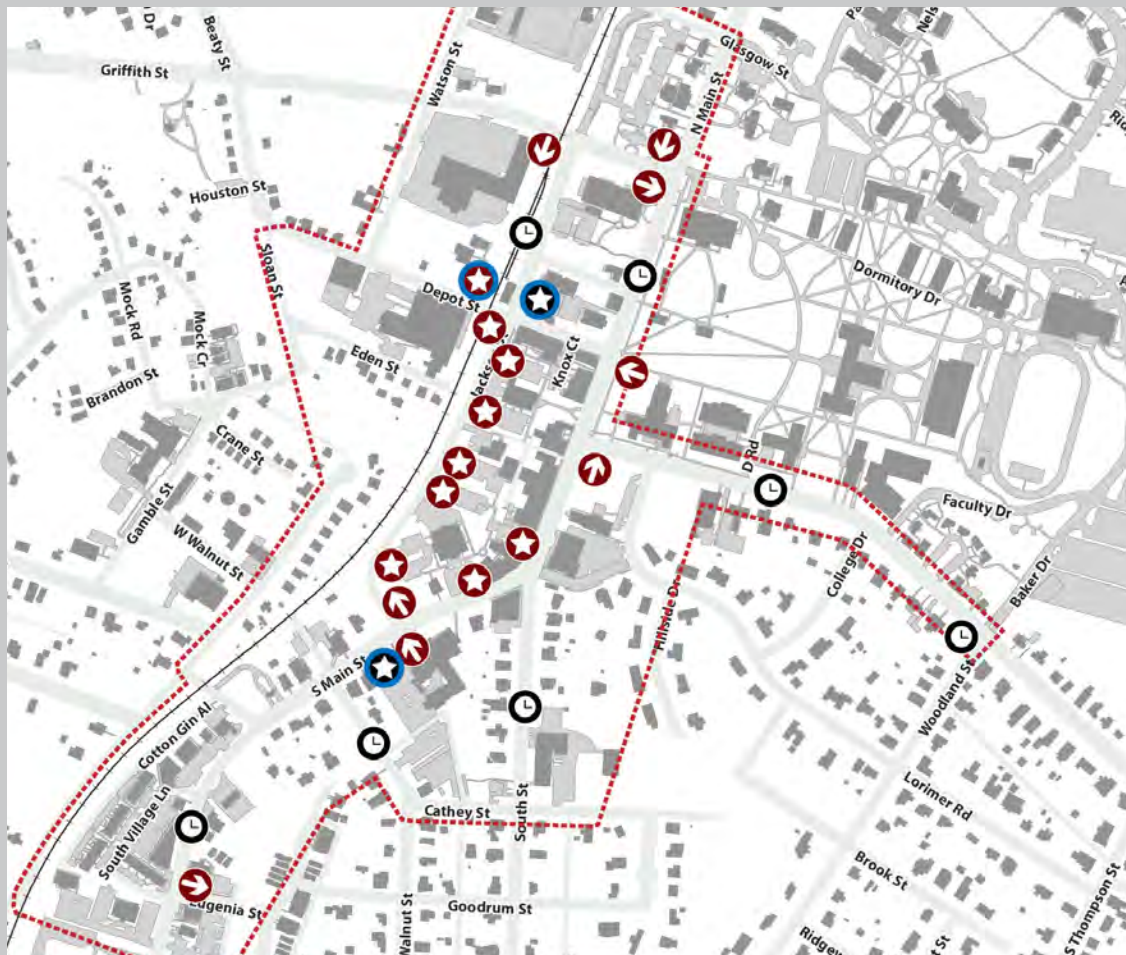 Beaty St
Griffith St
Watson St
Glasgow St
N Main St
Houston St
Sloan St
Dormitory Dr
Mock Rd
Mock Cr
Depot St
Eden St
Knox Ct
Brandon St
Crane St
D Rd
Gamble St
W Walnut St
Faculty Dr
College Dr
Baker Dr
Hillside Dr
S Main St
Woodland St
Cotton Gin Al
South Village Ln
Cathey St
South St
Lorimer Rd
Brook St
Eugenia St
Goodrum St
Walnut St
S Thompson St